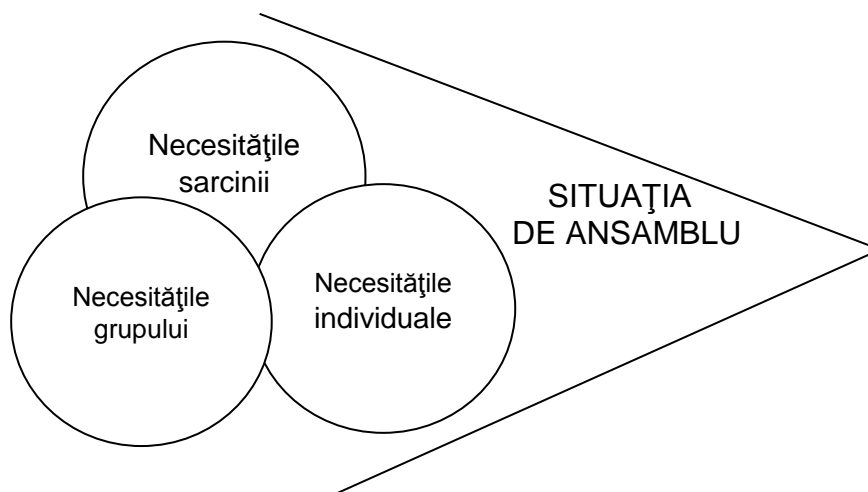 Necesităţile
sarcinii
SITUAŢIA
DE ANSAMBLU
Necesităţile
grupului
Necesităţile
individuale